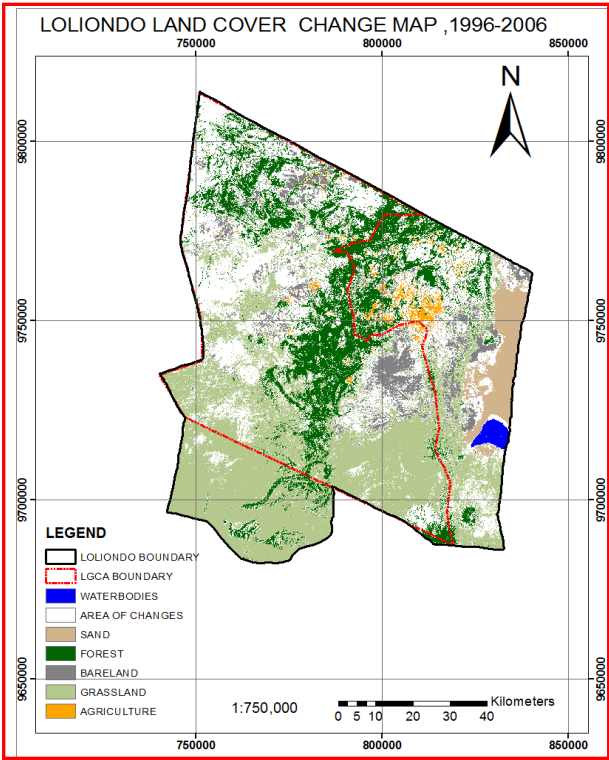 LOLIONDO LAND COVER CHANGE MAP ,1996-2006
750000 800000 850000
N
9800000 9800000
9750000 9750000
9700000 9700000
LEGEND
LOLIONDO BOUNDARY
LGCA BOUNDARY
WATERBODIES
AREA OF CHANGES
SAND
FOREST
BARELAND
GRASSLAND
AGRICULTURE
9650000 9650000
1:750,000
Kilometers
0 5 10 20 30 40
750000 800000 850000